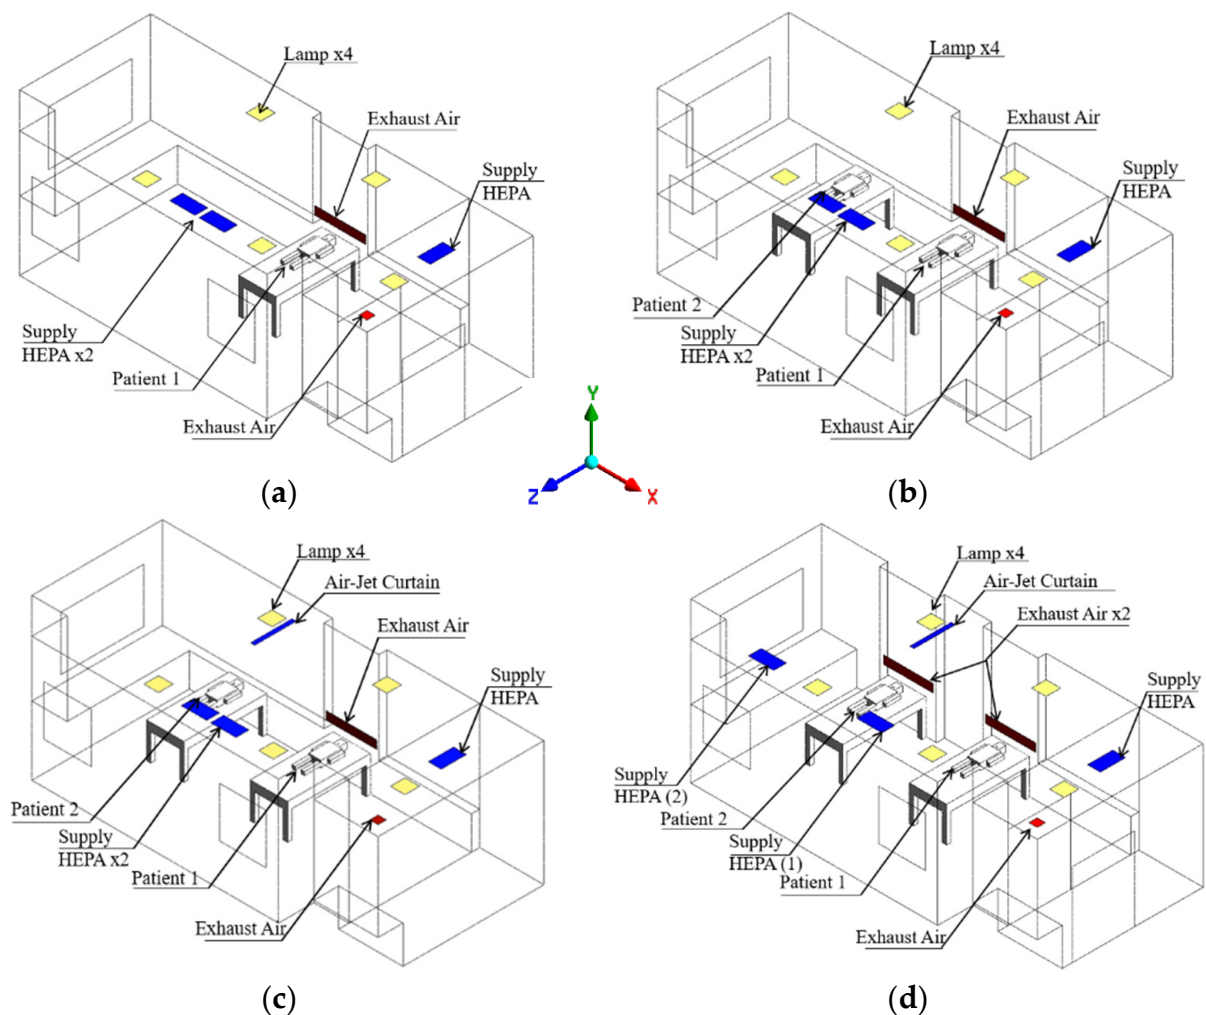 Lamp x4
Exhaust Air
Supply
HEPA
Supply
HEPA x2
Patient 1
Exhaust Air
(a)
Lamp x4
Exhaust Air
Supply
HEPA
Patient 2
Supply
HEPA x2
Patient 1
Exhaust Air
(b)
Y
Z
X
Lamp x4
Air-Jet Curtain
Exhaust Air
Supply
HEPA
Patient 2
Supply
HEPA x2
Patient 1
Exhaust Air
(c)
Lamp x4
Air-Jet Curtain
Exhaust Air x2
Supply
HEPA
Supply
HEPA (2)
Patient 2
Supply
HEPA (1)
Patient 1
Exhaust Air
(d)